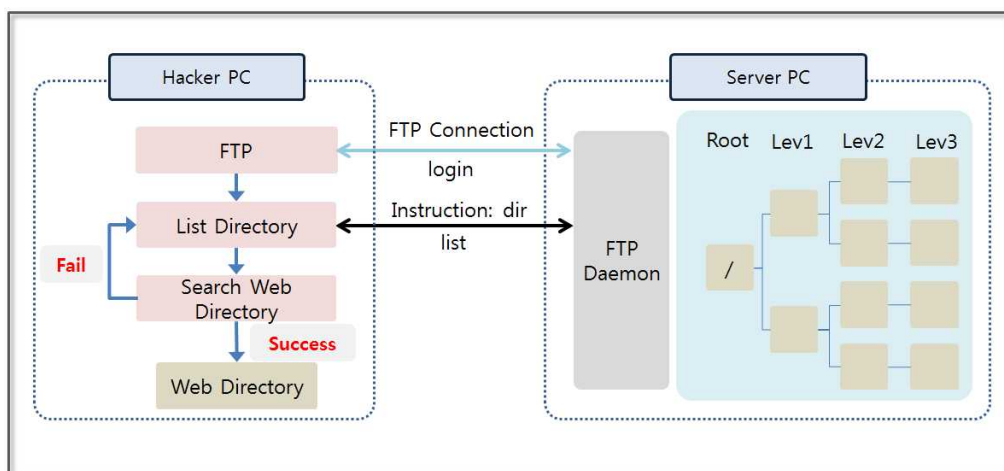 Hacker PC
Server PC
FTP
List Directory
Search Web
Directory
Web Directory
Fail
Success
FTP Connection
login
Instruction: dir
list
FTP
Daemon
Root
Lev1
Lev2
Lev3
/